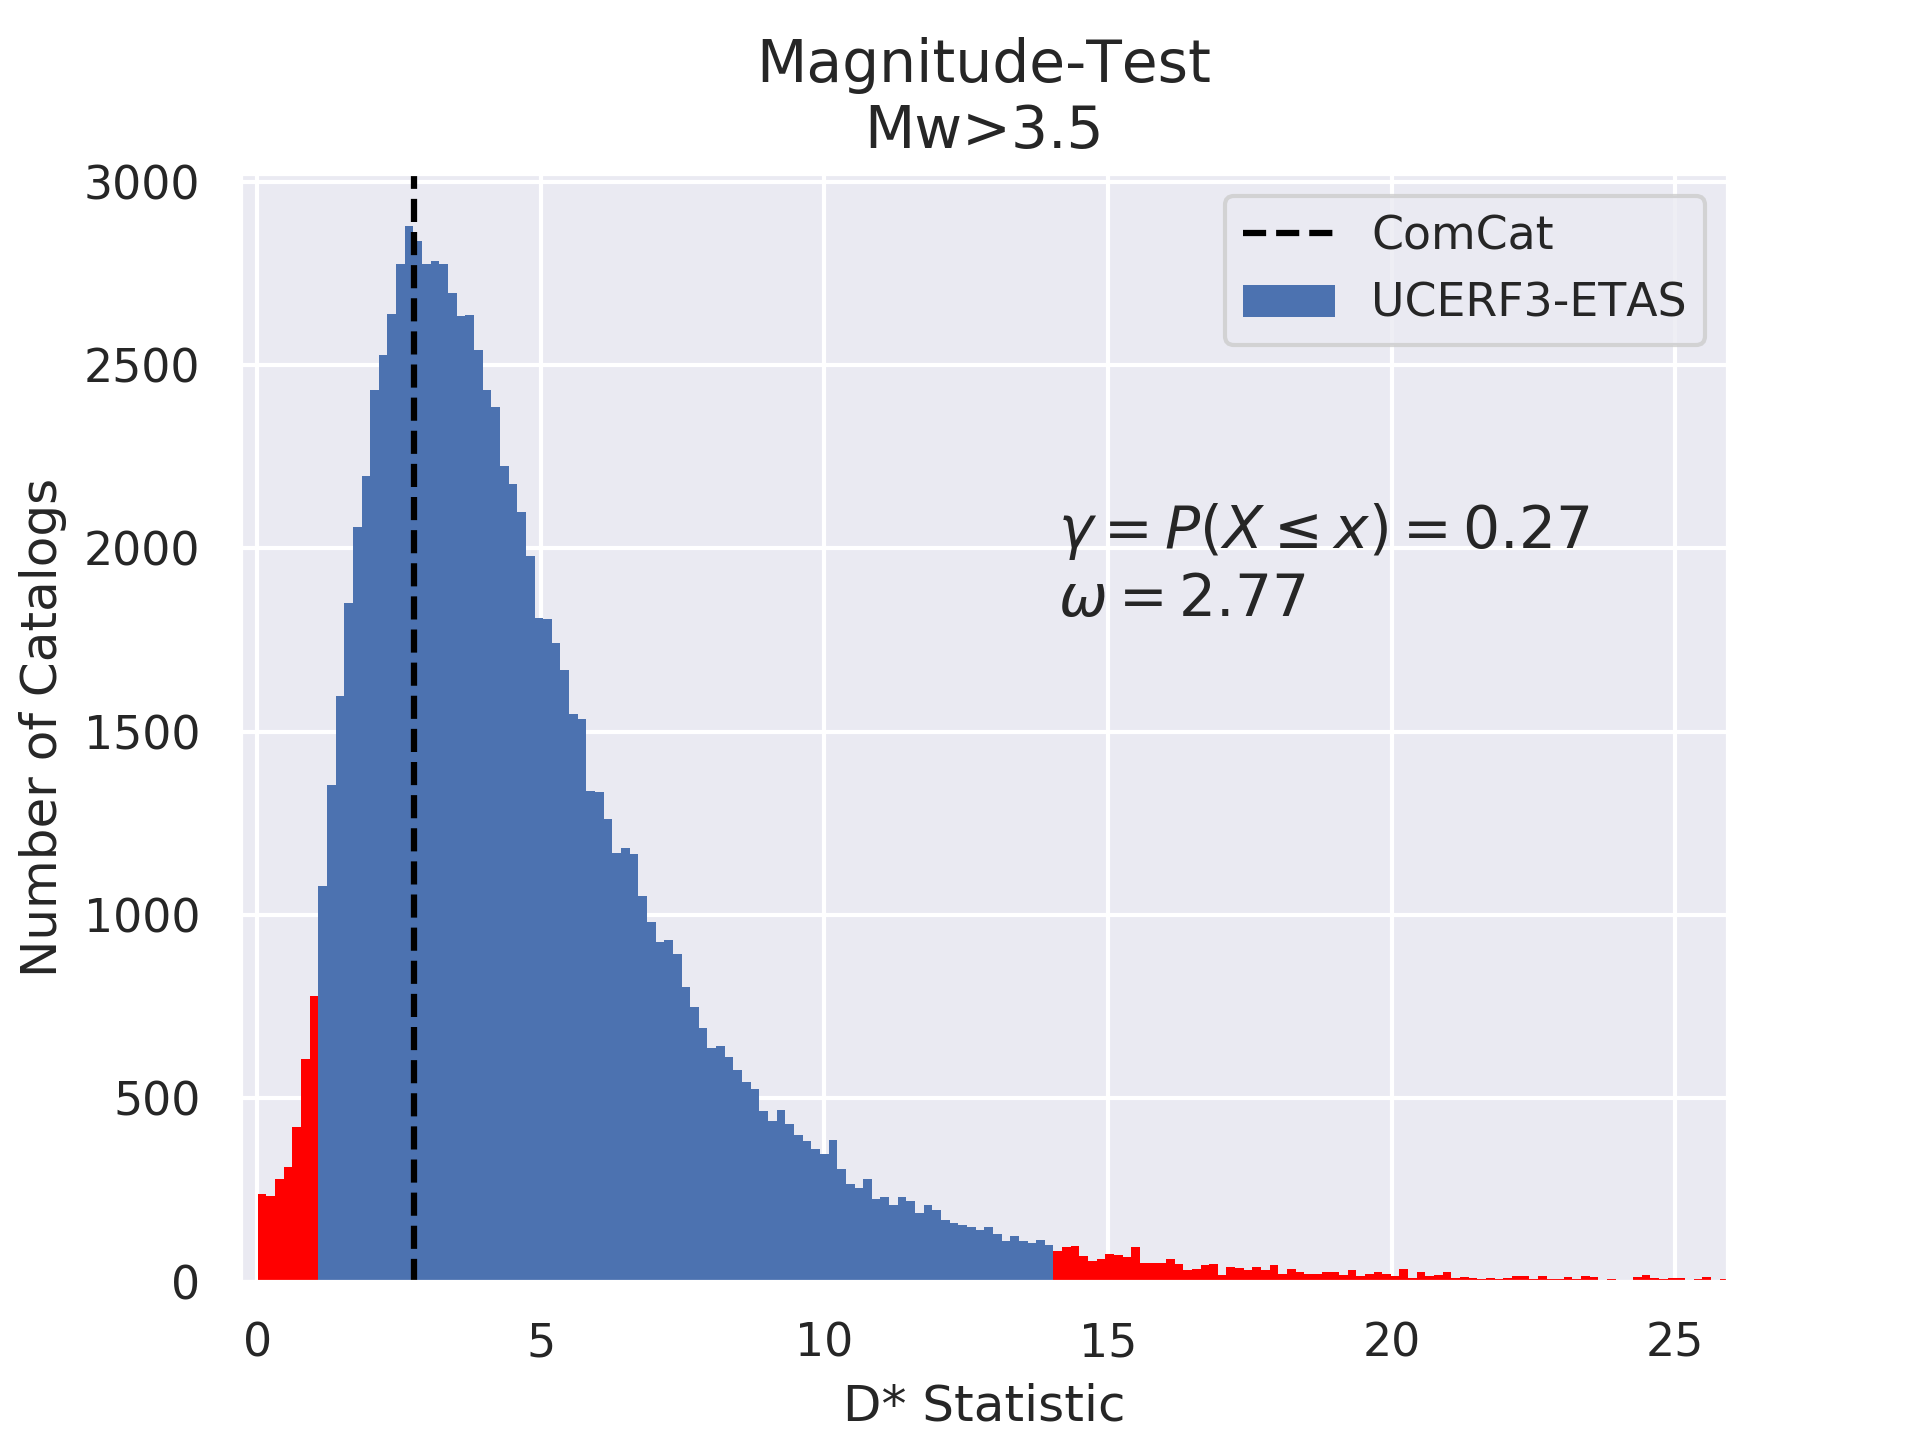 Magnitude-Test
Mw>3.5
3000
2500
2000
1500
1000
500
0
Number of Catalogs
ComCat
UCERF3-ETAS
γ = P(X ≤ x) = 0.27
ω = 2.77
0 5 10 15 20 25
D* Statistic